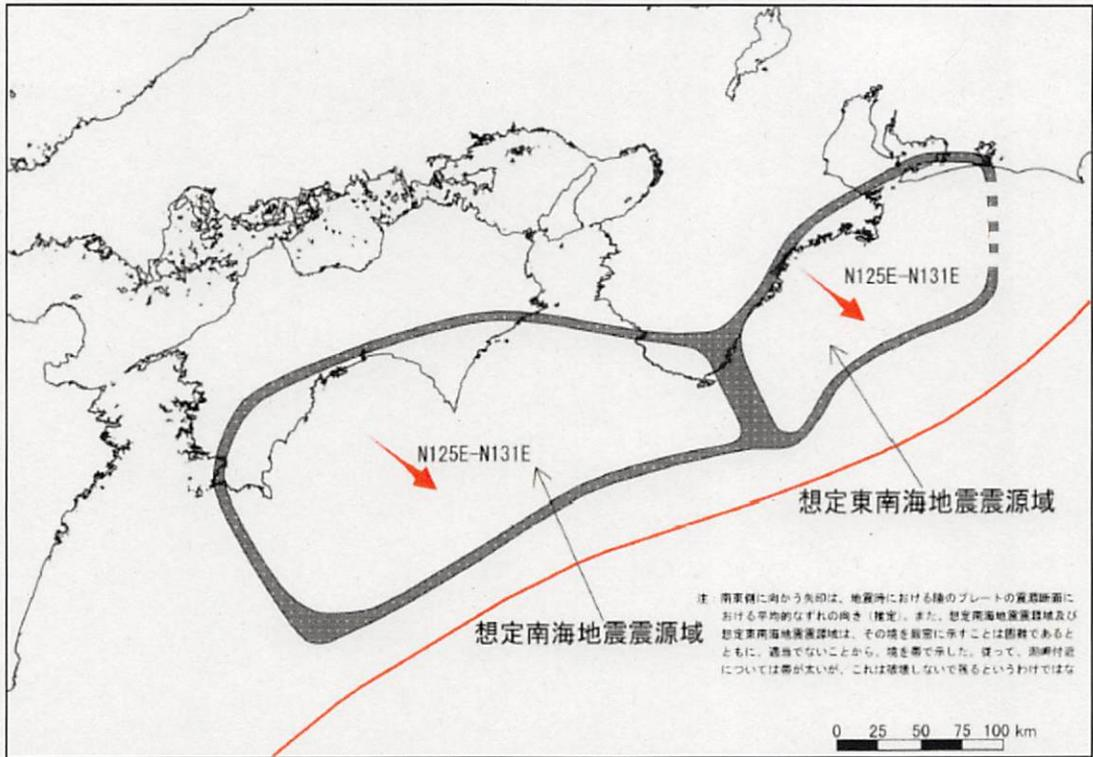 N125E-N131E
N125E-N131E
想定東南海地震震源域
想定南海地震震源域
注：南東側に向かう矢印は、地震時における陸のプレートの震源断面に
おける平均的なずれの向き（推定）。また、想定南海地震震源域及び
想定東南海地震震源域は、その境を厳密に示すことは困難であると
ともに、適当でないことから、境を帯で示した。従って、潮岬付近
については帯が太いが、これは破壊しないで残るというわけではな
0 25 50 75 100 km